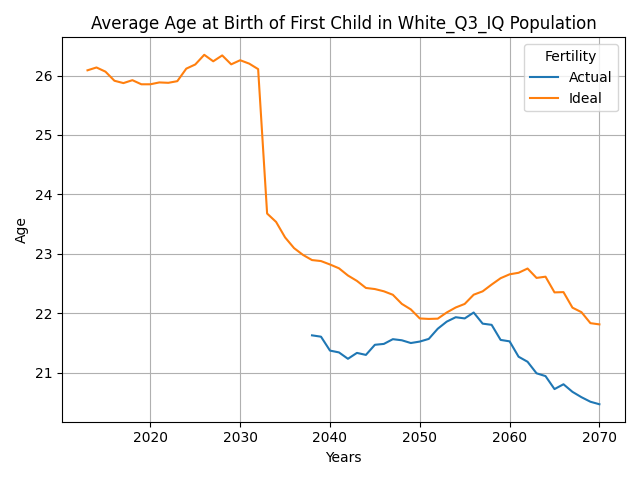 Average Age at Birth of First Child in White_Q3_IQ Population
Fertility
Actual
Ideal
Age
26
25
24
23
22
21
2020
2030
2040
2050
2060
2070
Years